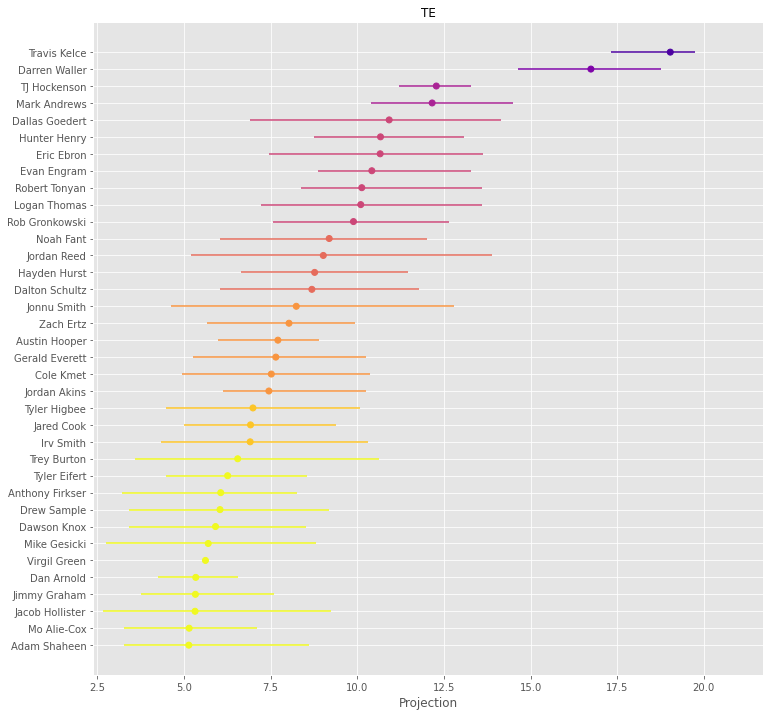 TE
Travis Kelce
Darren Waller
TJ Hockenson
Mark Andrews
Dallas Goedert
Hunter Henry
Eric Ebron
Evan Engram
Robert Tonyan
Logan Thomas
Rob Gronkowski
Noah Fant
Jordan Reed
Hayden Hurst
Dalton Schultz
Jonnu Smith
Zach Ertz
Austin Hooper
Gerald Everett
Cole Kmet
Jordan Akins
Tyler Higbee
Jared Cook
Irv Smith
Trey Burton
Tyler Eifert
Anthony Firkser
Drew Sample
Dawson Knox
Mike Gesicki
Virgil Green
Dan Arnold
Jimmy Graham
Jacob Hollister
Mo Alie-Cox
Adam Shaheen
2.5 5.0 7.5 10.0 12.5 15.0 17.5 20.0
Projection